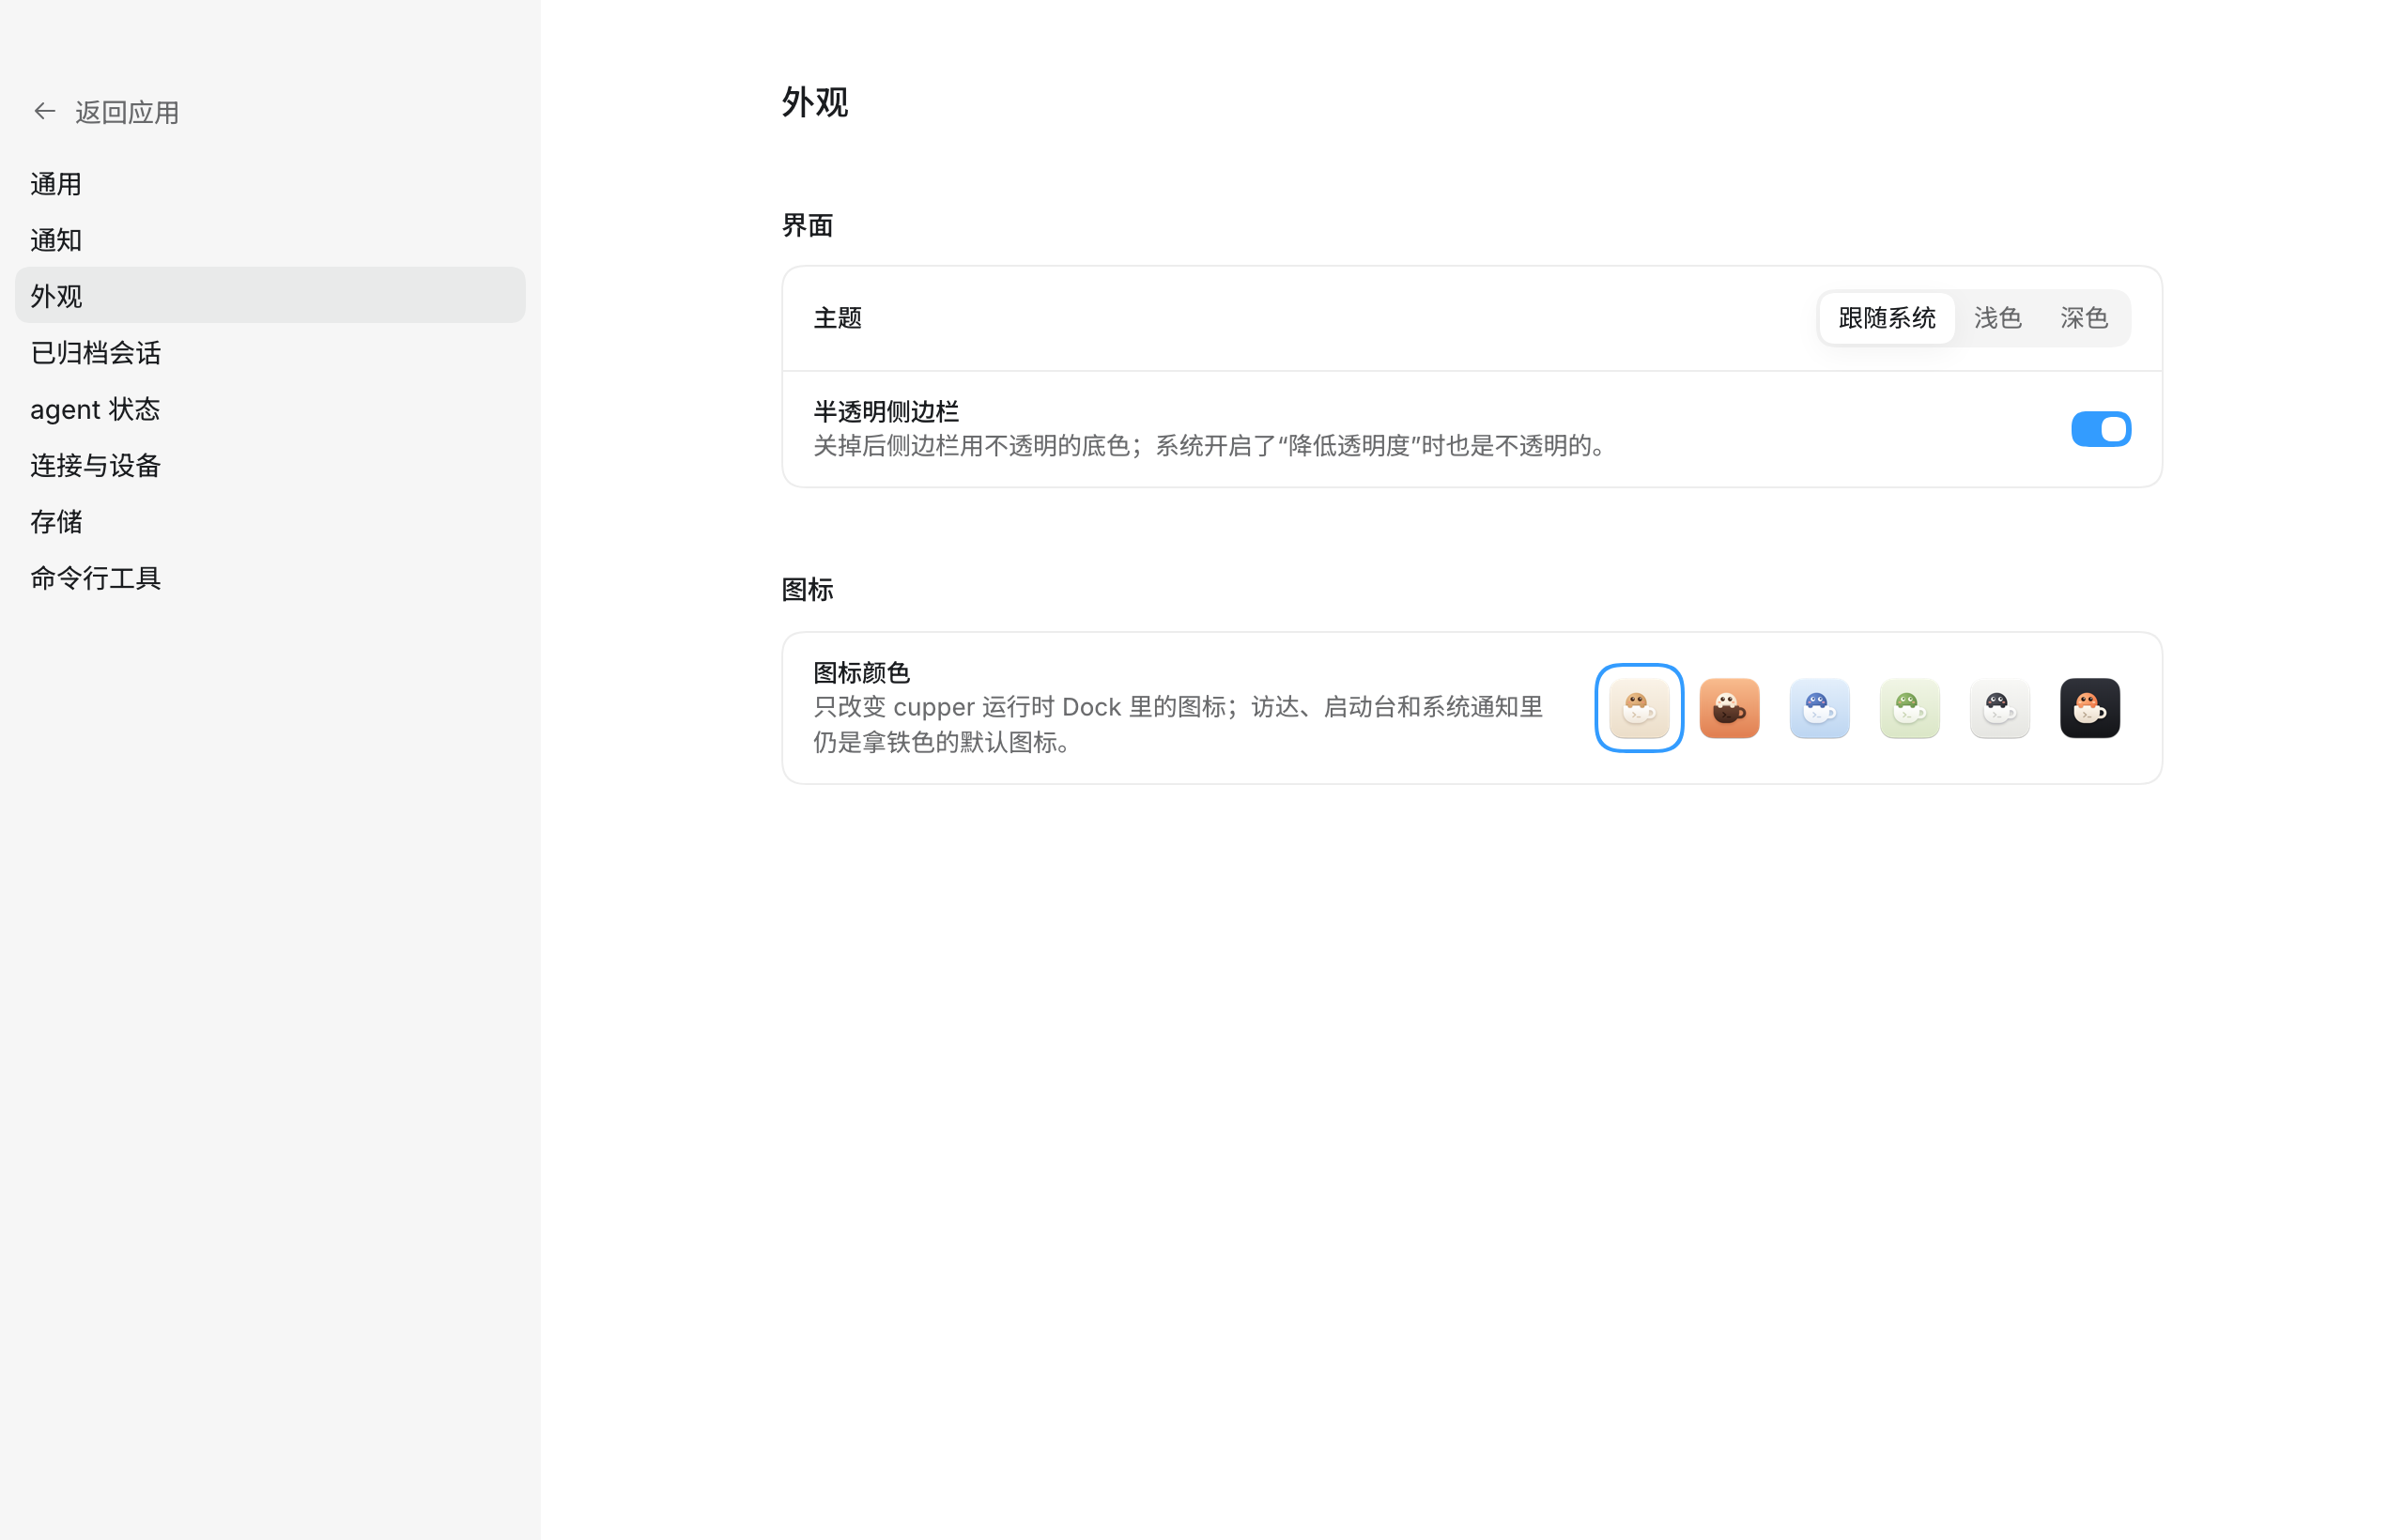 返回应用
通用
通知
外观
已归档会话
agent 状态
连接与设备
存储
命令行工具
外观
界面
主题
跟随系统 浅色 深色
半透明侧边栏
关掉后侧边栏用不透明的底色；系统开启了“降低透明度”时也是不透明的。
图标
图标颜色
只改变 cupper 运行时 Dock 里的图标；访达、启动台和系统通知里
仍是拿铁色的默认图标。